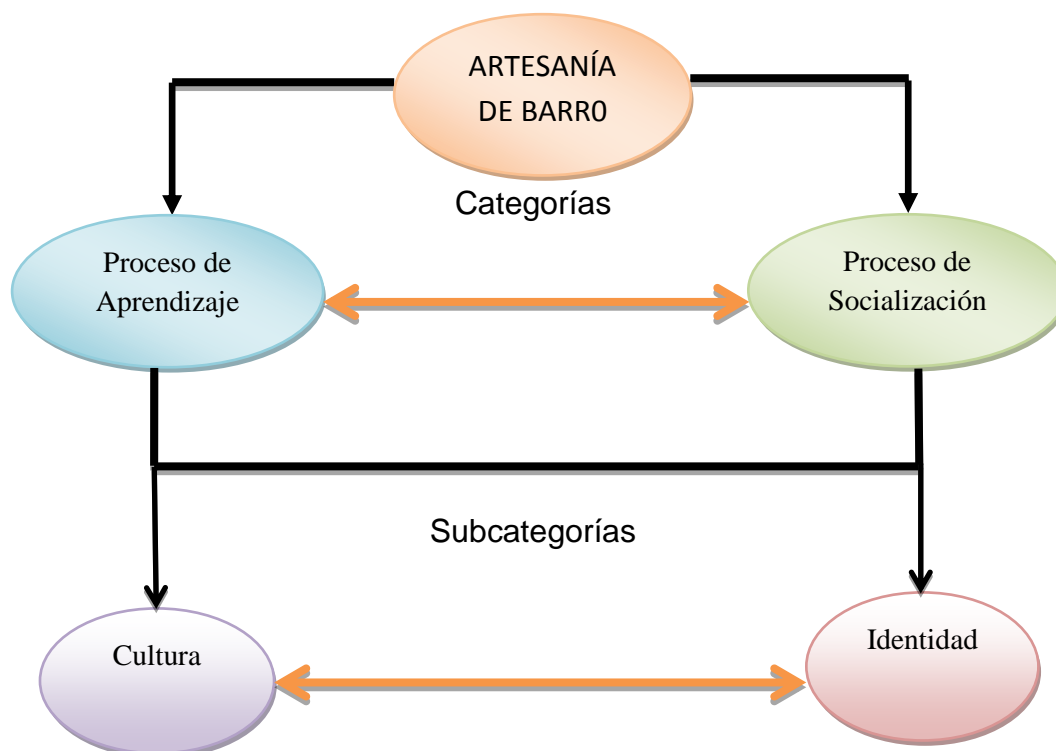 ARTESANÍA
DE BARR0
Categorías
Proceso de
Aprendizaje
Proceso de
Socialización
Subcategorías
Cultura
Identidad